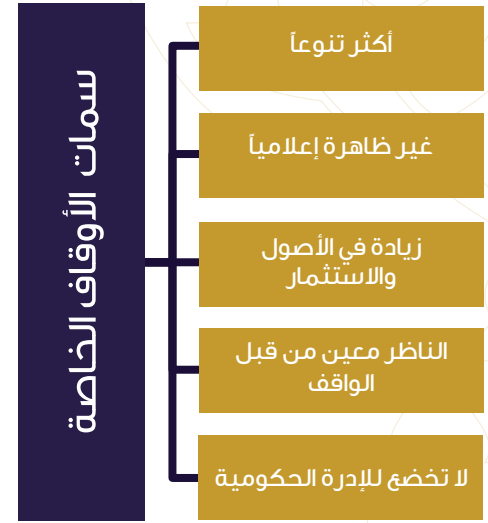 سمات الأوقاف الخاصة
أكثر تنوعاً
غير ظاهرة إعلامياً
زيادة في الأصول
والاستثمار
الناظر معين من قبل
الواقف
لا تخضع للإدرة الحكومية